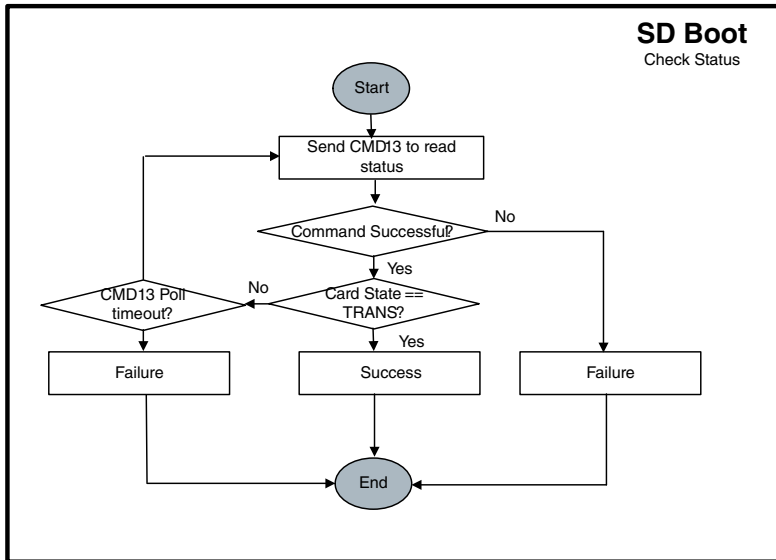 SD Boot
Check Status
Start
Send CMD13 to read
status
Command Successful?
No
Yes
CMD13 Poll
timeout?
No
Card State ==
TRANS?
Yes
Failure
Success
Failure
End